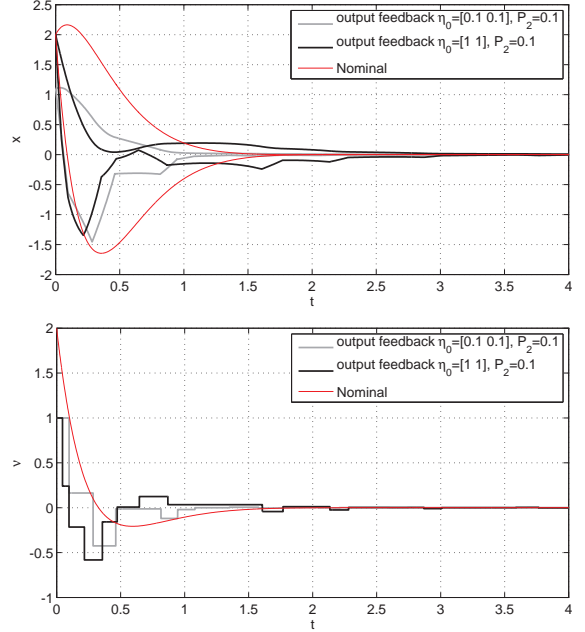 2.5
2
1.5
1
0.5
0
-0.5
-1
-1.5
-2
x
output feedback η0=[0.1 0.1], P2=0.1
output feedback η0=[1 1], P2=0.1
Nominal
0 0.5 1 1.5 2 2.5 3 3.5 4
t
2
1.5
1
0.5
0
-0.5
-1
ν
output feedback η0=[0.1 0.1], P2=0.1
output feedback η0=[1 1], P2=0.1
Nominal
0 0.5 1 1.5 2 2.5 3 3.5 4
t